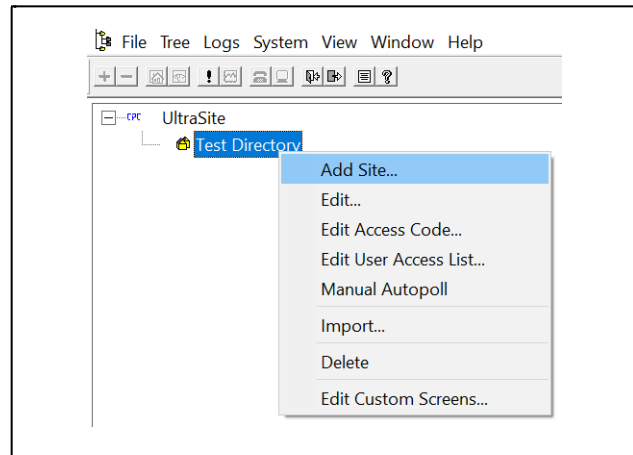 File Tree Logs System View Window Help
CPC UltraSite
Test Directory
Add Site...
Edit...
Edit Access Code...
Edit User Access List...
Manual Autopoll
Import...
Delete
Edit Custom Screens...